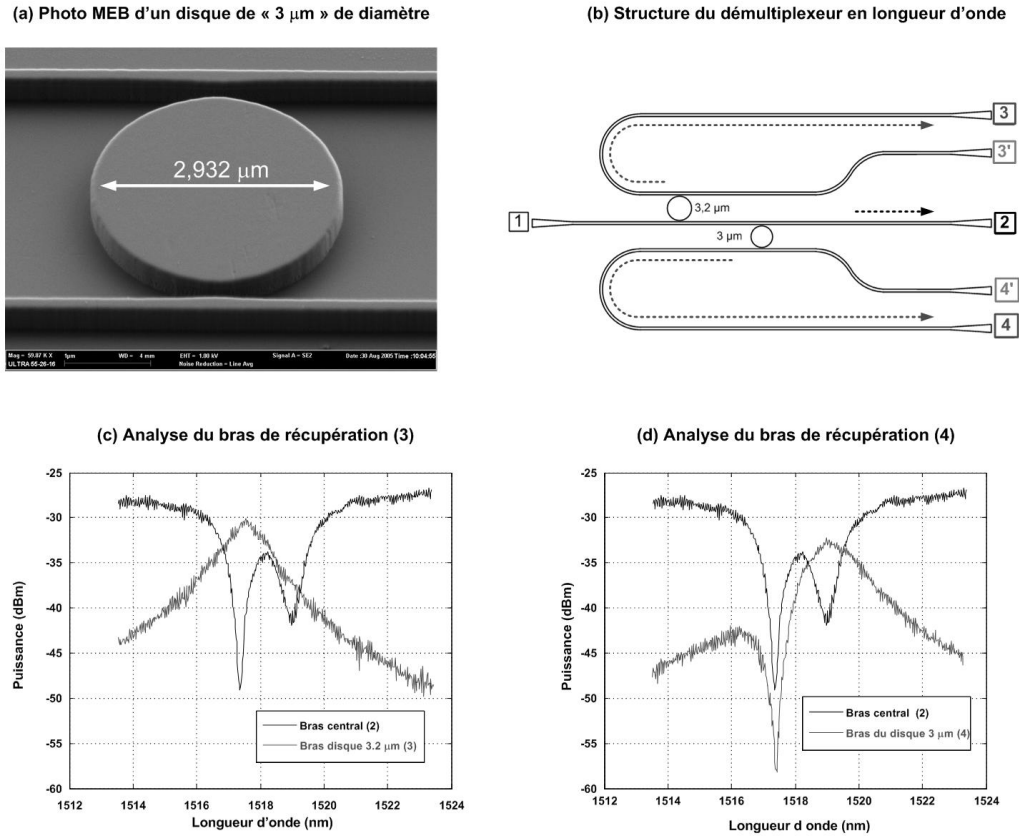 (a) Photo MEB d’un disque de « 3 μm » de diamètre
(b) Structure du démultiplexeur en longueur d’onde
2,932 μm
Mag = 59.87 K X 1μm WD = 4 mm EHT = 1.80 kV Signal A = SE2 Date :30 Aug 2005 Time :10:04:55
ULTRA 55-26-16 Noise Reduction = Line Avg
3
3'
3,2 μm
1
2
3 μm
4'
4
(c) Analyse du bras de récupération (3)
(d) Analyse du bras de récupération (4)
Puissance (dBm)
-25
-30
-35
-40
-45
-50
-55
-60
Bras central (2)
Bras disque 3.2 μm (3)
1512 1514 1516 1518 1520 1522 1524
Longueur d’onde (nm)
Puissance (dBm)
-25
-30
-35
-40
-45
-50
-55
-60
Bras central (2)
Bras du disque 3 μm (4)
1512 1514 1516 1518 1520 1522 1524
Longueur d onde (nm)